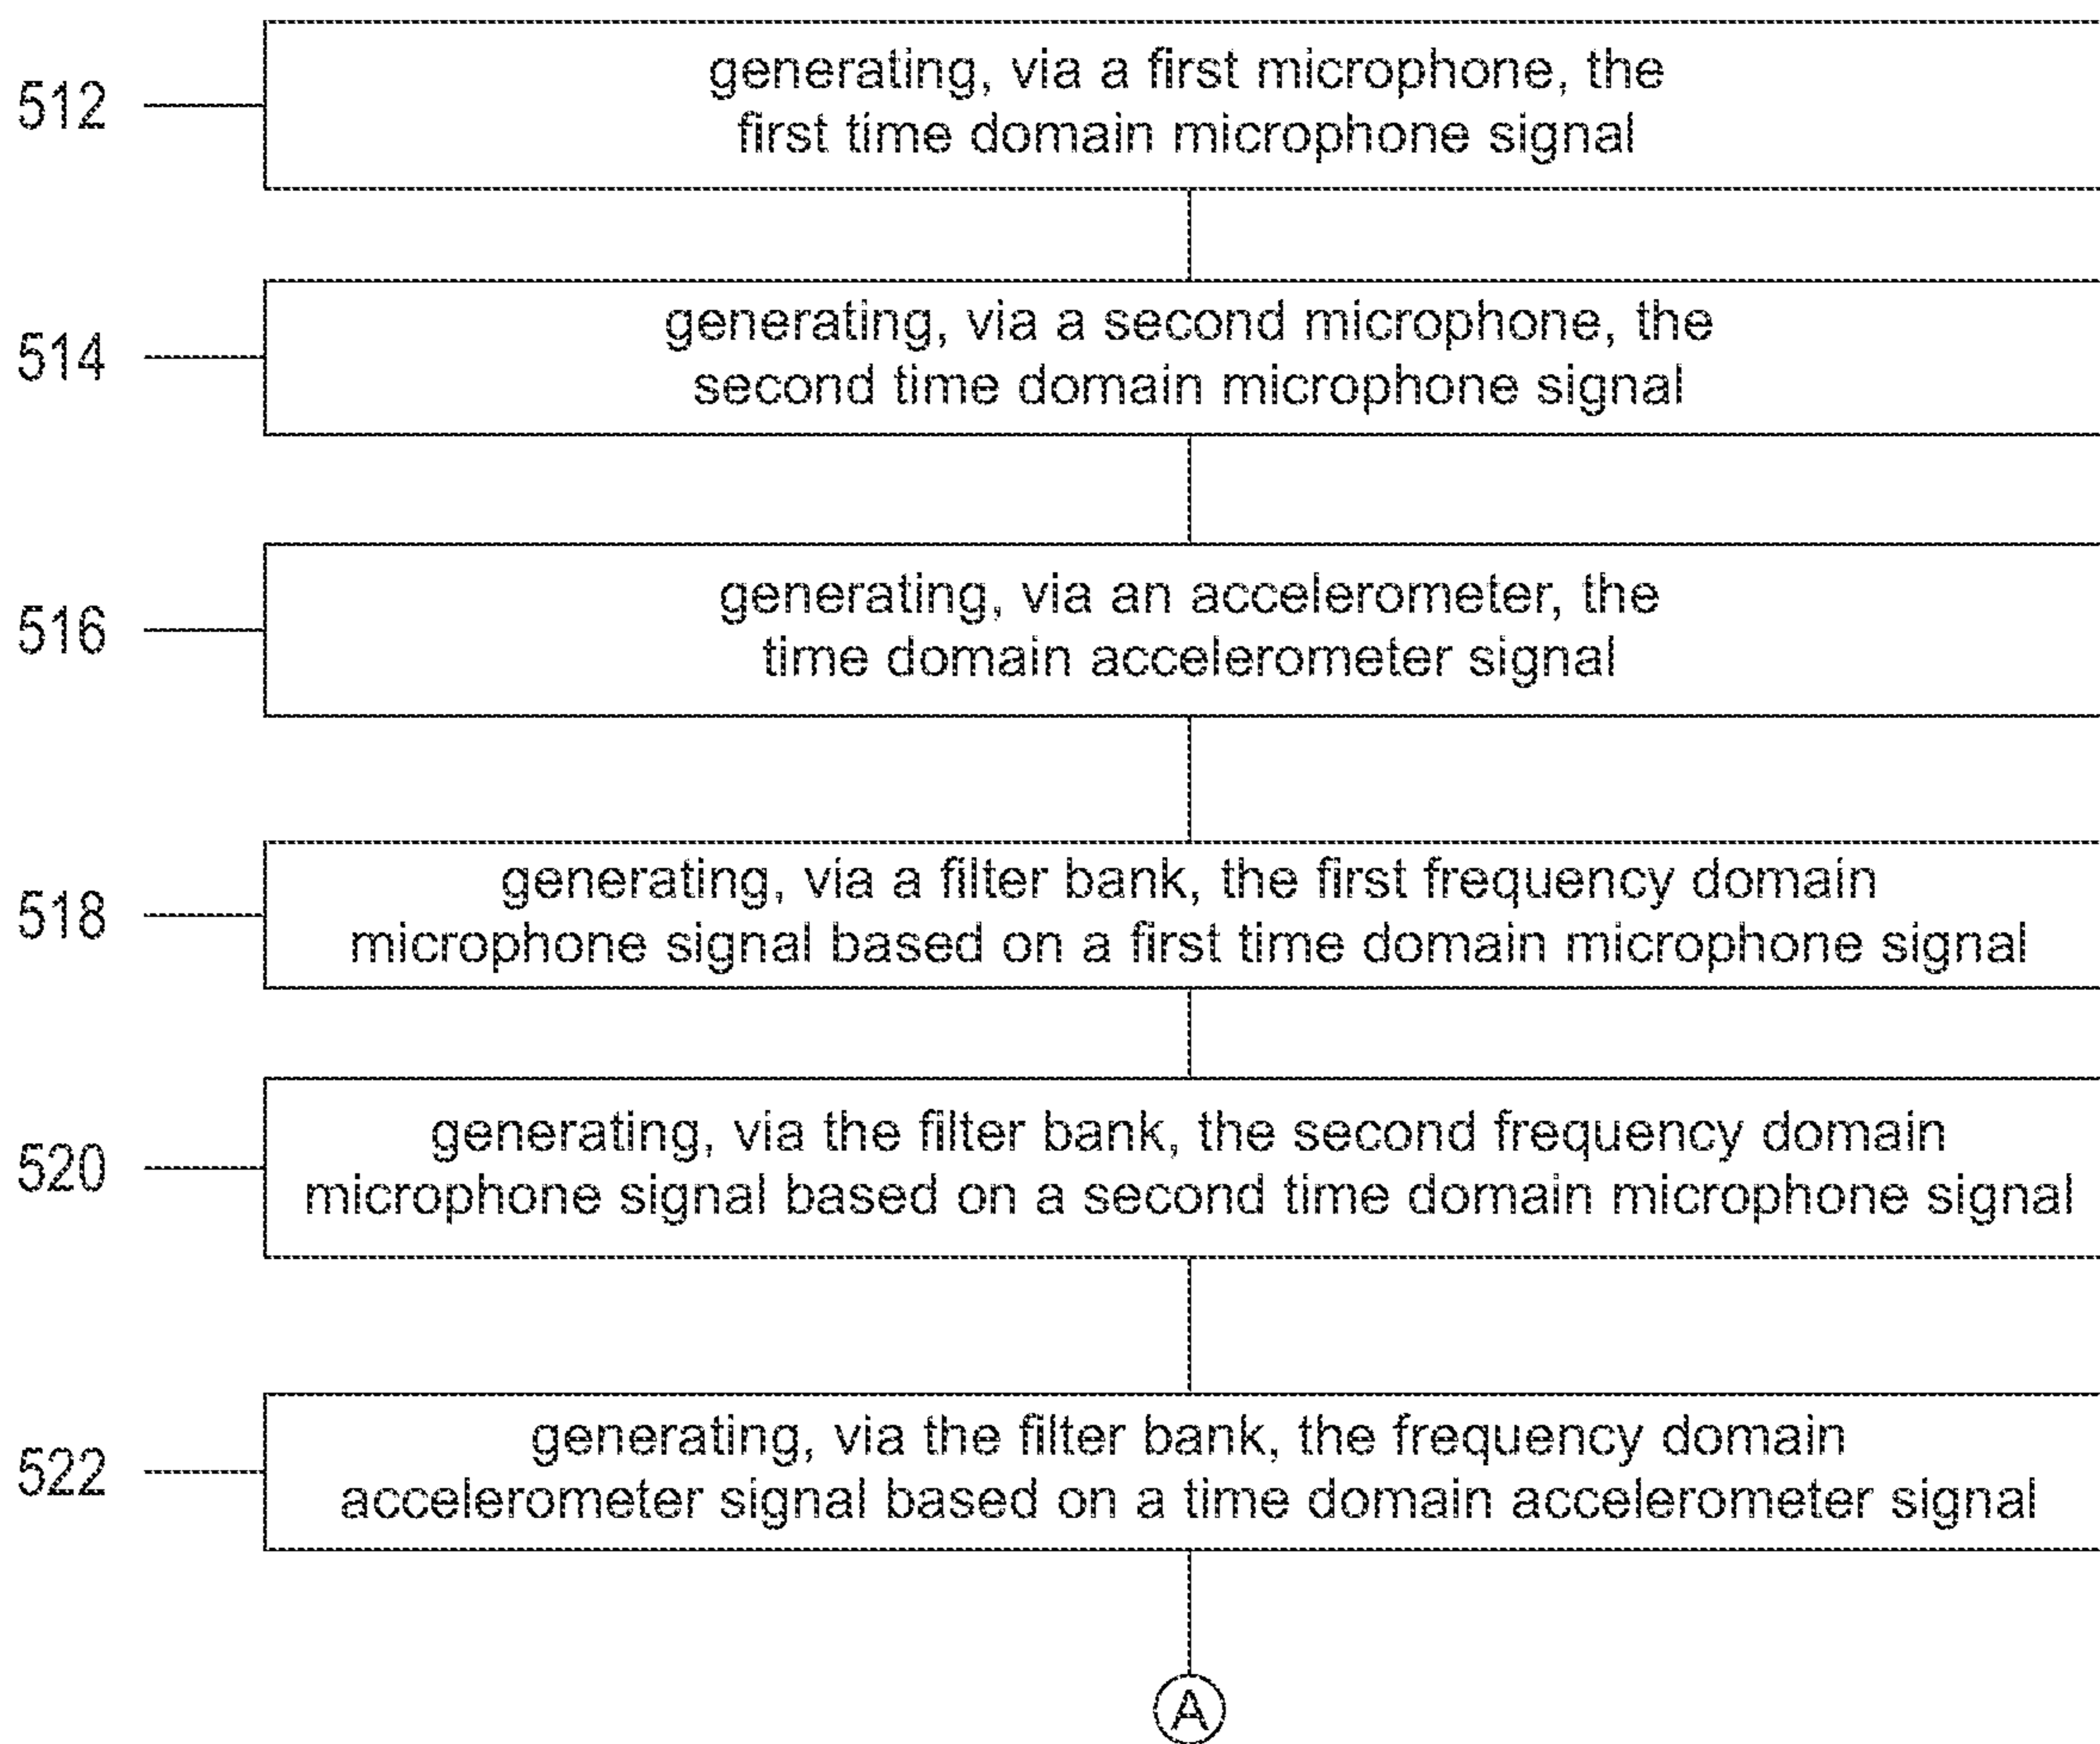 512
generating, via a first microphone, the
first time domain microphone signal
514
generating, via a second microphone, the
second time domain microphone signal
516
generating, via an accelerometer, the
time domain accelerometer signal
518
generating, via a filter bank, the first frequency domain
microphone signal based on a first time domain microphone signal
520
generating, via the filter bank, the second frequency domain
microphone signal based on a second time domain microphone signal
522
generating, via the filter bank, the frequency domain
accelerometer signal based on a time domain accelerometer signal
A